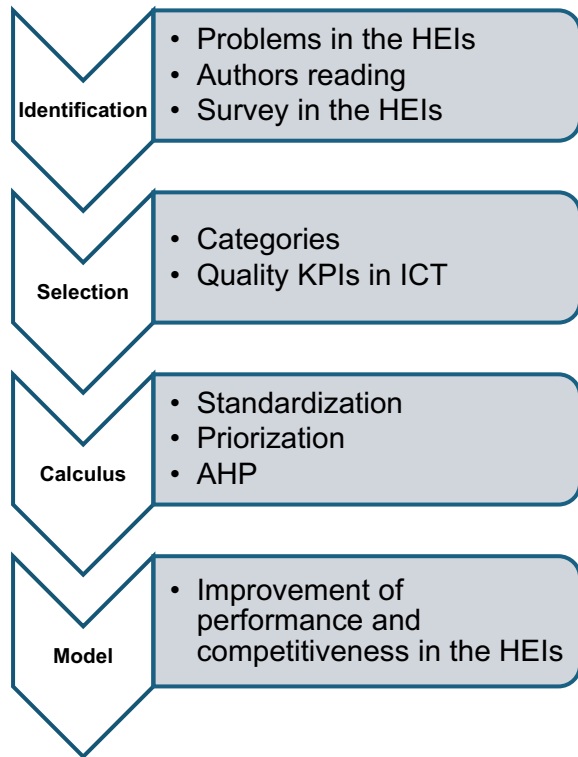 Identification
• Problems in the HEIs
• Authors reading
• Survey in the HEIs
Selection
• Categories
• Quality KPIs in ICT
Calculus
• Standardization
• Priorization
• AHP
Model
• Improvement of
performance and
competitiveness in the HEIs